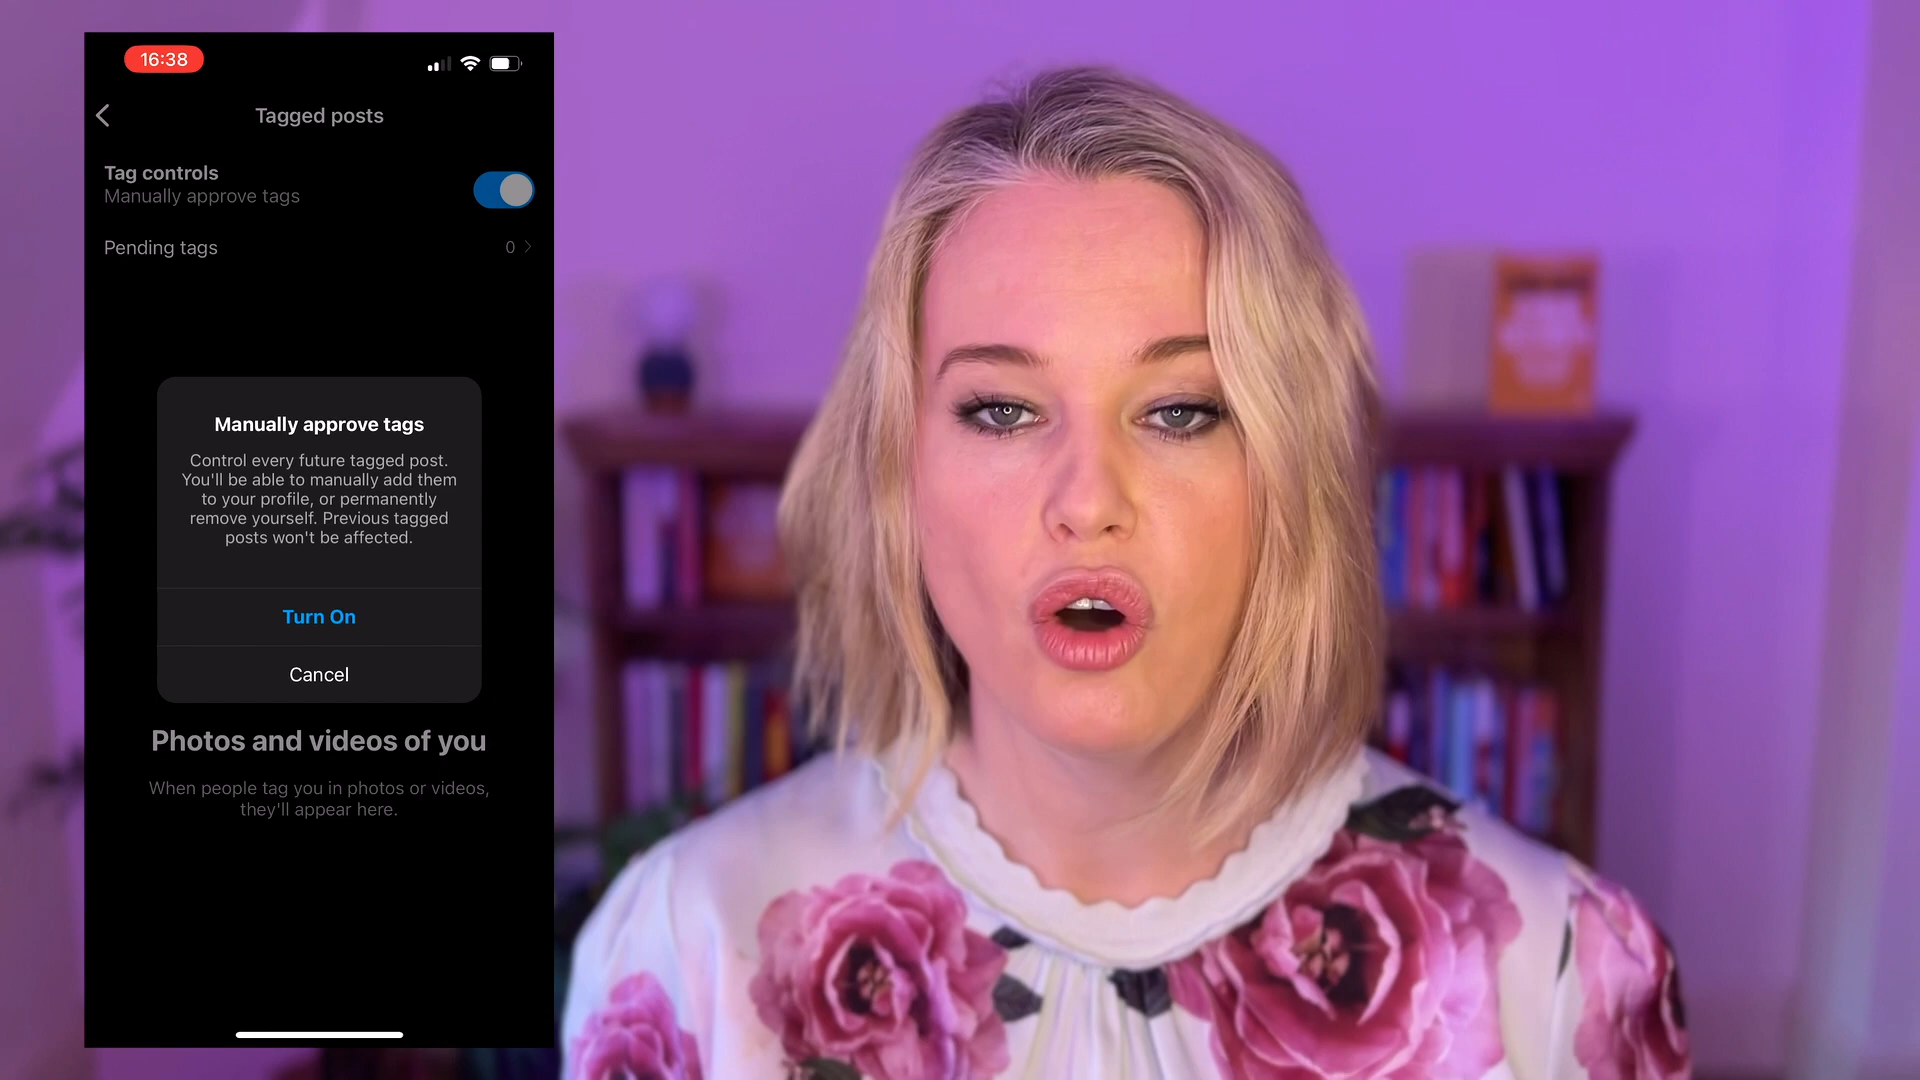 16:38
Tagged posts
Tag controls
Manually approve tags
Pending tags
0
Manually approve tags
Control every future tagged post.
You'll be able to manually add them
to your profile, or permanently
remove yourself. Previous tagged
posts won't be affected.
Turn On
Cancel
Photos and videos of you
When people tag you in photos or videos,
they'll appear here.